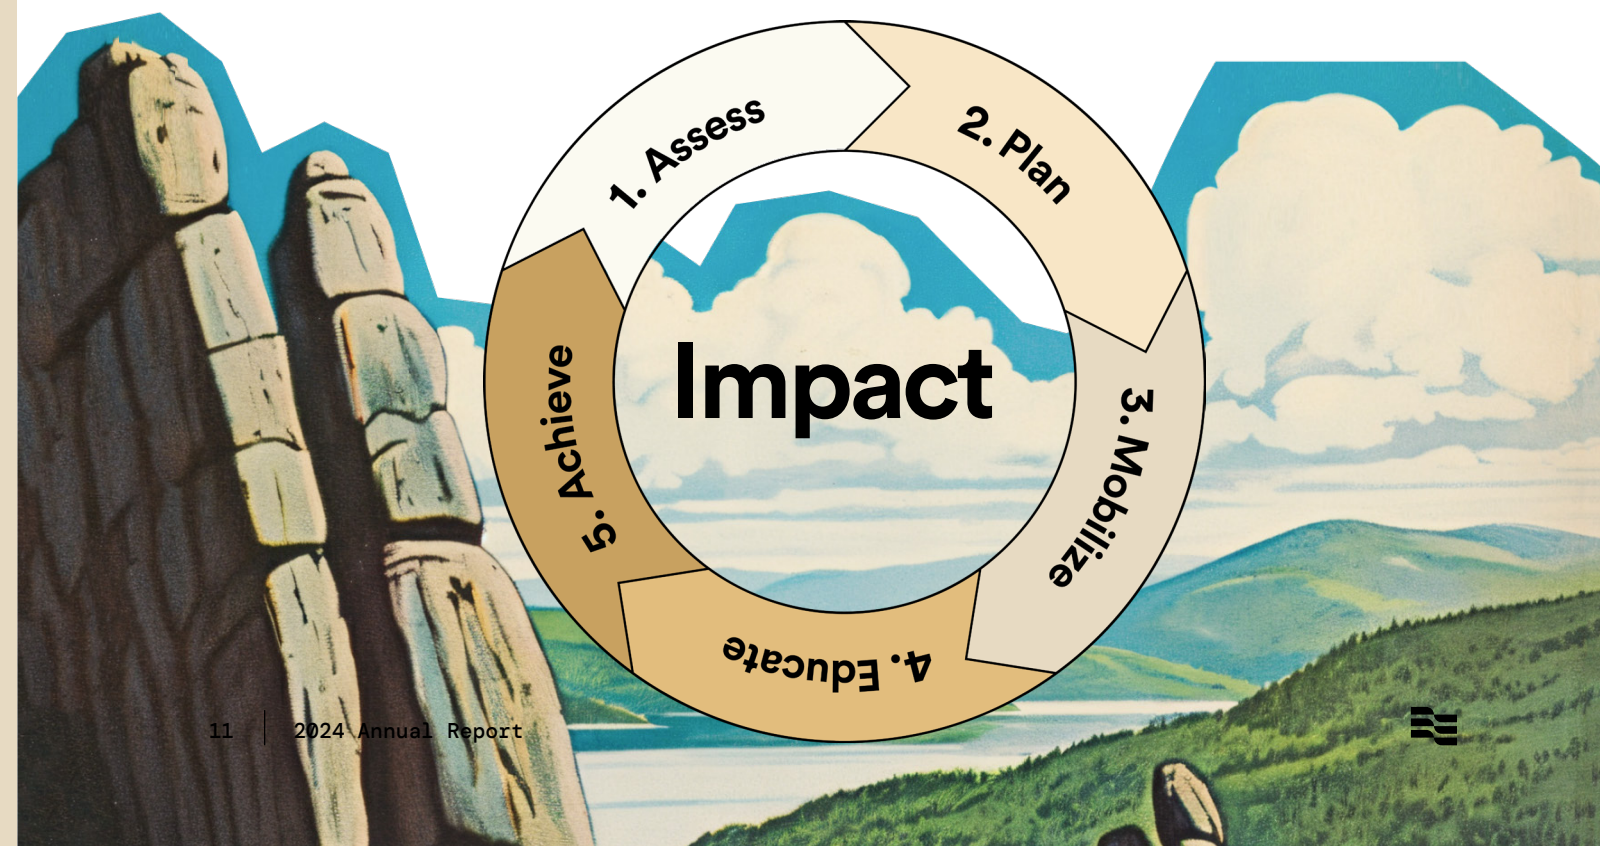 1. Assess
2. Plan
3. Mobilize
4. Educate
5. Achieve
Impact
11
2024 Annual Report